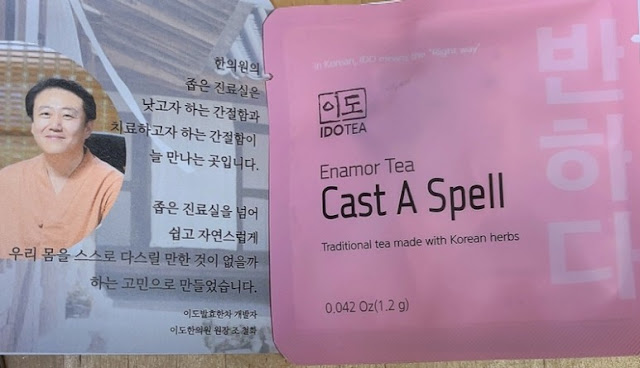 한의원의
좁은 진료실은
낫고자 하는 간절함과
치료하고자 하는 간절함이
늘 만나는 곳입니다.
좁은 진료실을 넘어
쉽고 자연스럽게
우리 몸을 스스로 다스릴 만한 것이 없을까
하는 고민으로 만들었습니다.
이도발효한차 개발자
이도한의원 원장 조 철화
In Korean, IDO means the "Right way"
이도
IDOTEA
Enamor Tea
Cast A Spell
Traditional tea made with Korean herbs
0.042 Oz(1.2 g)
반하다